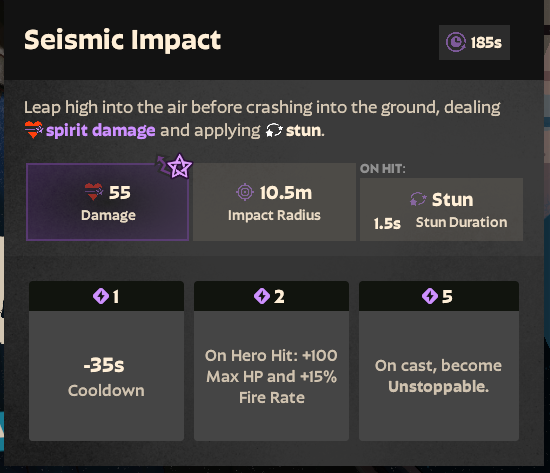 Seismic Impact
185s
Leap high into the air before crashing into the ground, dealing
spirit damage and applying stun.
ON HIT:
55
Damage
10.5m
Impact Radius
Stun
1.5s Stun Duration
1
-35s
Cooldown
2
On Hero Hit: +100
Max HP and +15%
Fire Rate
5
On cast, become
Unstoppable.